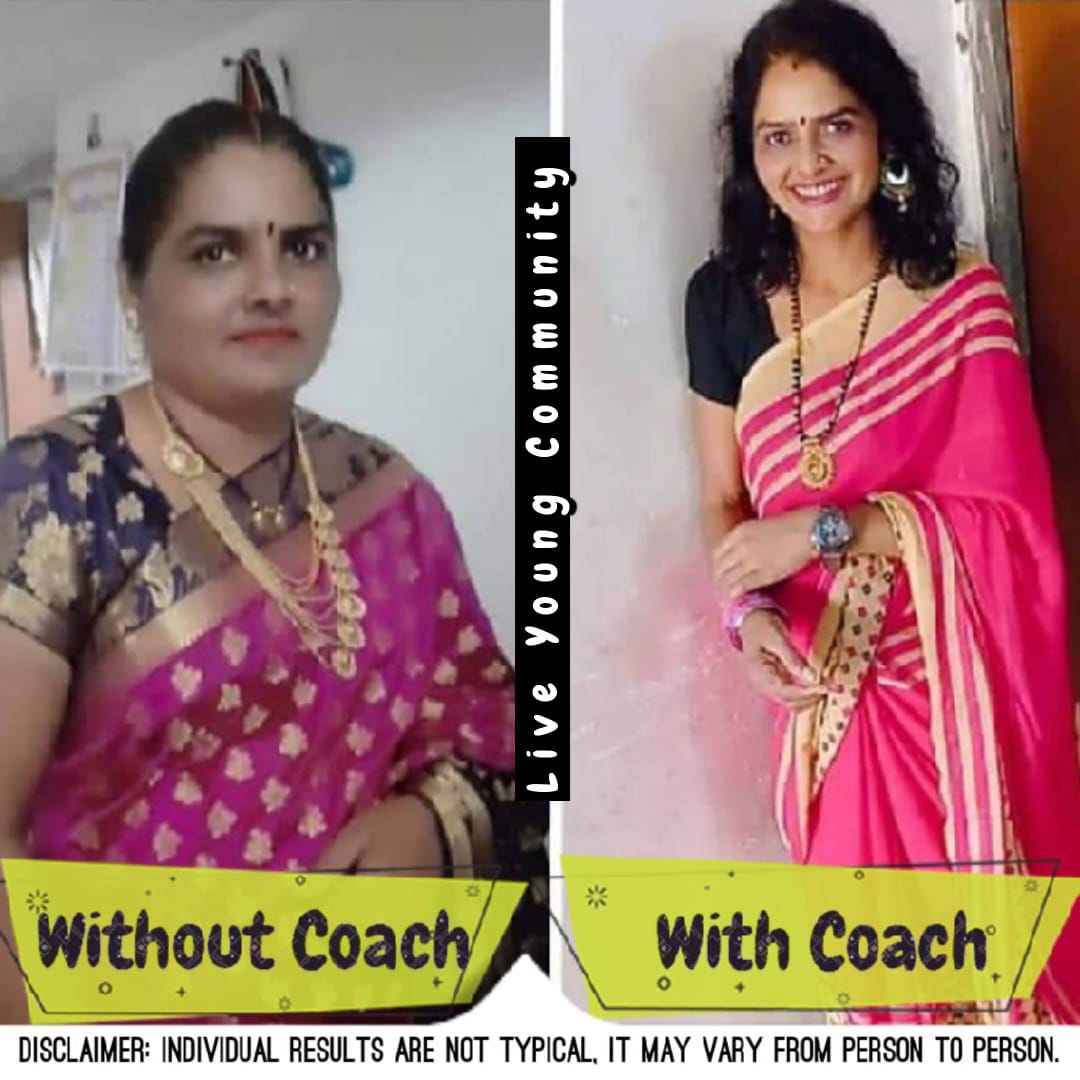 Live Young Community
Without Coach
With Coach
DISCLAIMER: INDIVIDUAL RESULTS ARE NOT TYPICAL, IT MAY VARY FROM PERSON TO PERSON.